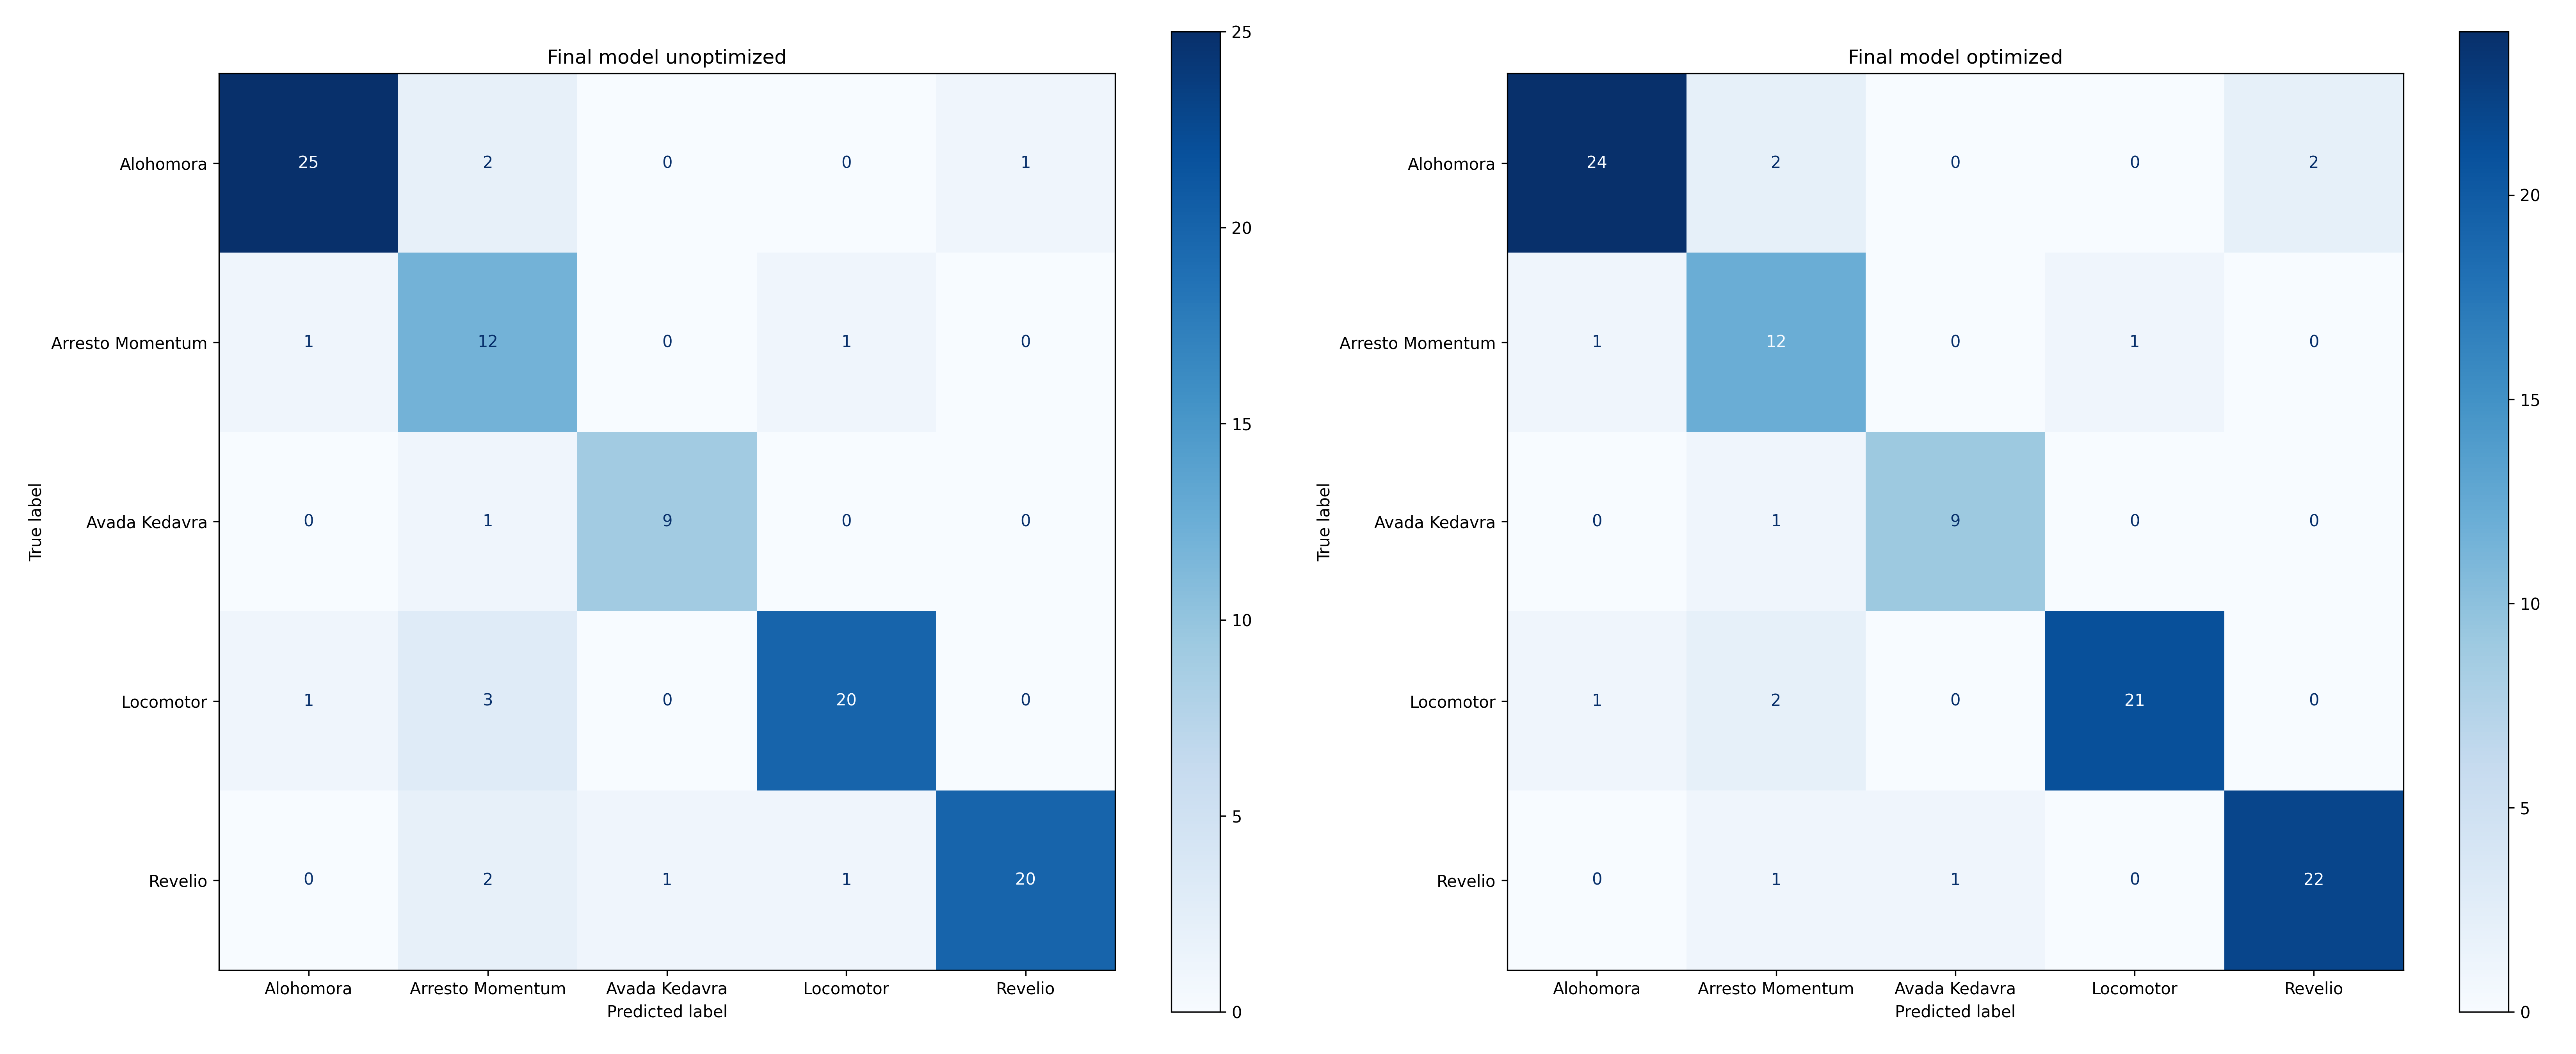 Final model unoptimized
True label
Alohomora 25 2 0 0 1
Arresto Momentum 1 12 0 1 0
Avada Kedavra 0 1 9 0 0
Locomotor 1 3 0 20 0
Revelio 0 2 1 1 20
Alohomora Arresto Momentum Avada Kedavra Locomotor Revelio
Predicted label
25
20
15
10
5
0
Final model optimized
True label
Alohomora 24 2 0 0 2
Arresto Momentum 1 12 0 1 0
Avada Kedavra 0 1 9 0 0
Locomotor 1 2 0 21 0
Revelio 0 1 1 0 22
Alohomora Arresto Momentum Avada Kedavra Locomotor Revelio
Predicted label
20
15
10
5
0